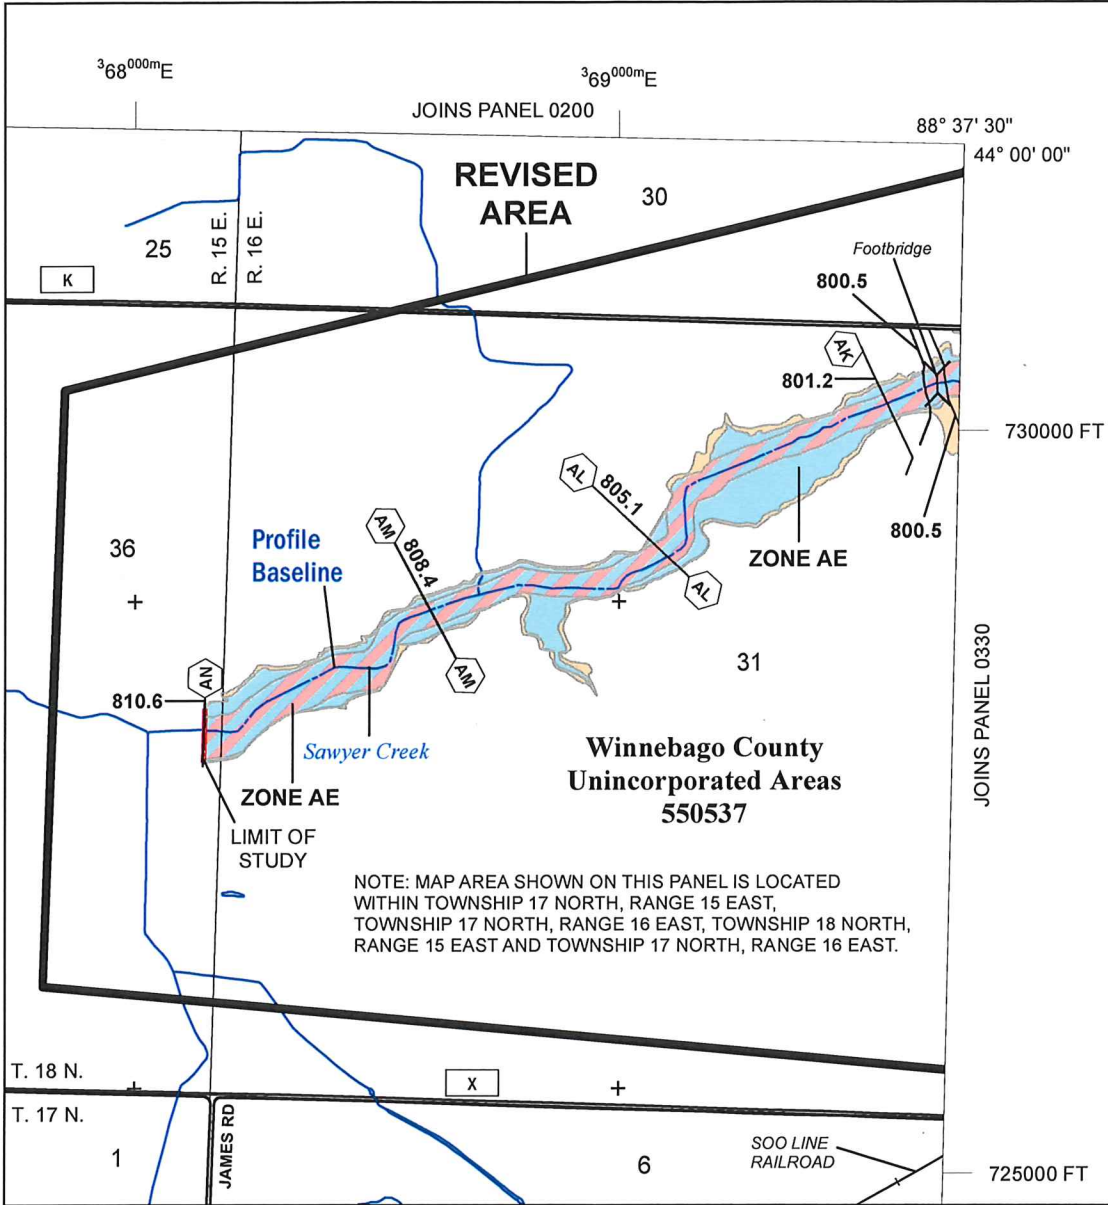 368000mE
369000mE
JOINS PANEL 0200
88° 37' 30"
44° 00' 00"
REVISED
AREA
30
25
R. 15 E.
R. 16 E.
K
Footbridge
800.5
AK
801.2
730000 FT
AL
805.1
800.5
AM
808.4
ZONE AE
AL
36
Profile
Baseline
31
AM
AN
810.6
JOINS PANEL 0330
Sawyer Creek
Winnebago County
Unincorporated Areas
550537
ZONE AE
LIMIT OF
STUDY
NOTE: MAP AREA SHOWN ON THIS PANEL IS LOCATED
WITHIN TOWNSHIP 17 NORTH, RANGE 15 EAST,
TOWNSHIP 17 NORTH, RANGE 16 EAST, TOWNSHIP 18 NORTH,
RANGE 15 EAST AND TOWNSHIP 17 NORTH, RANGE 16 EAST.
T. 18 N.
X
T. 17 N.
JAMES RD
1
6
SOO LINE
RAILROAD
725000 FT